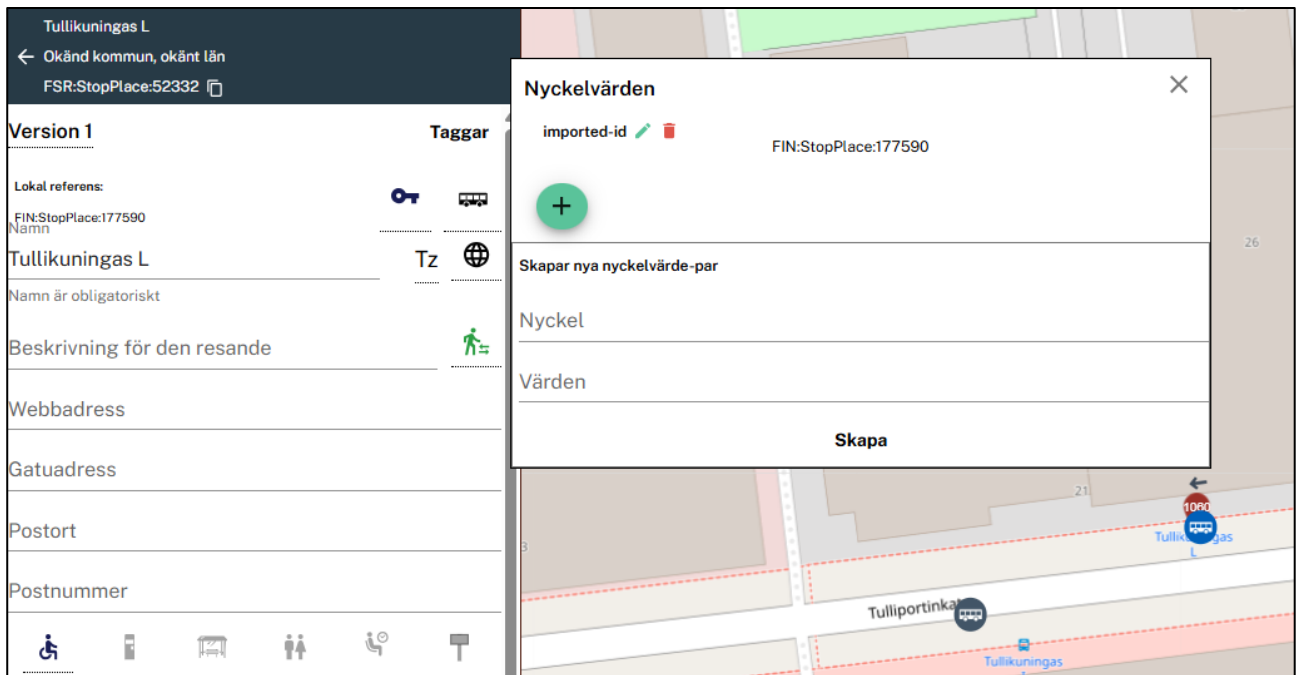 Tullikuningas L
Okänd kommun, okänt län
FSR:StopPlace:52332
Version 1
Taggar
Lokal referens:
FIN:StopPlace:177590
Namn
Tullikuningas L
Tz
Namn är obligatoriskt
Beskrivning för den resande
Webbadress
Gatuadress
Postort
Postnummer
Nyckelvärden
imported-id
FIN:StopPlace:177590
+
Skapar nya nyckelvärde-par
Nyckel
Värden
Skapa
26
21
3
1060
Tullikuningas
L
Tulliportinkatu
Tullikuningas